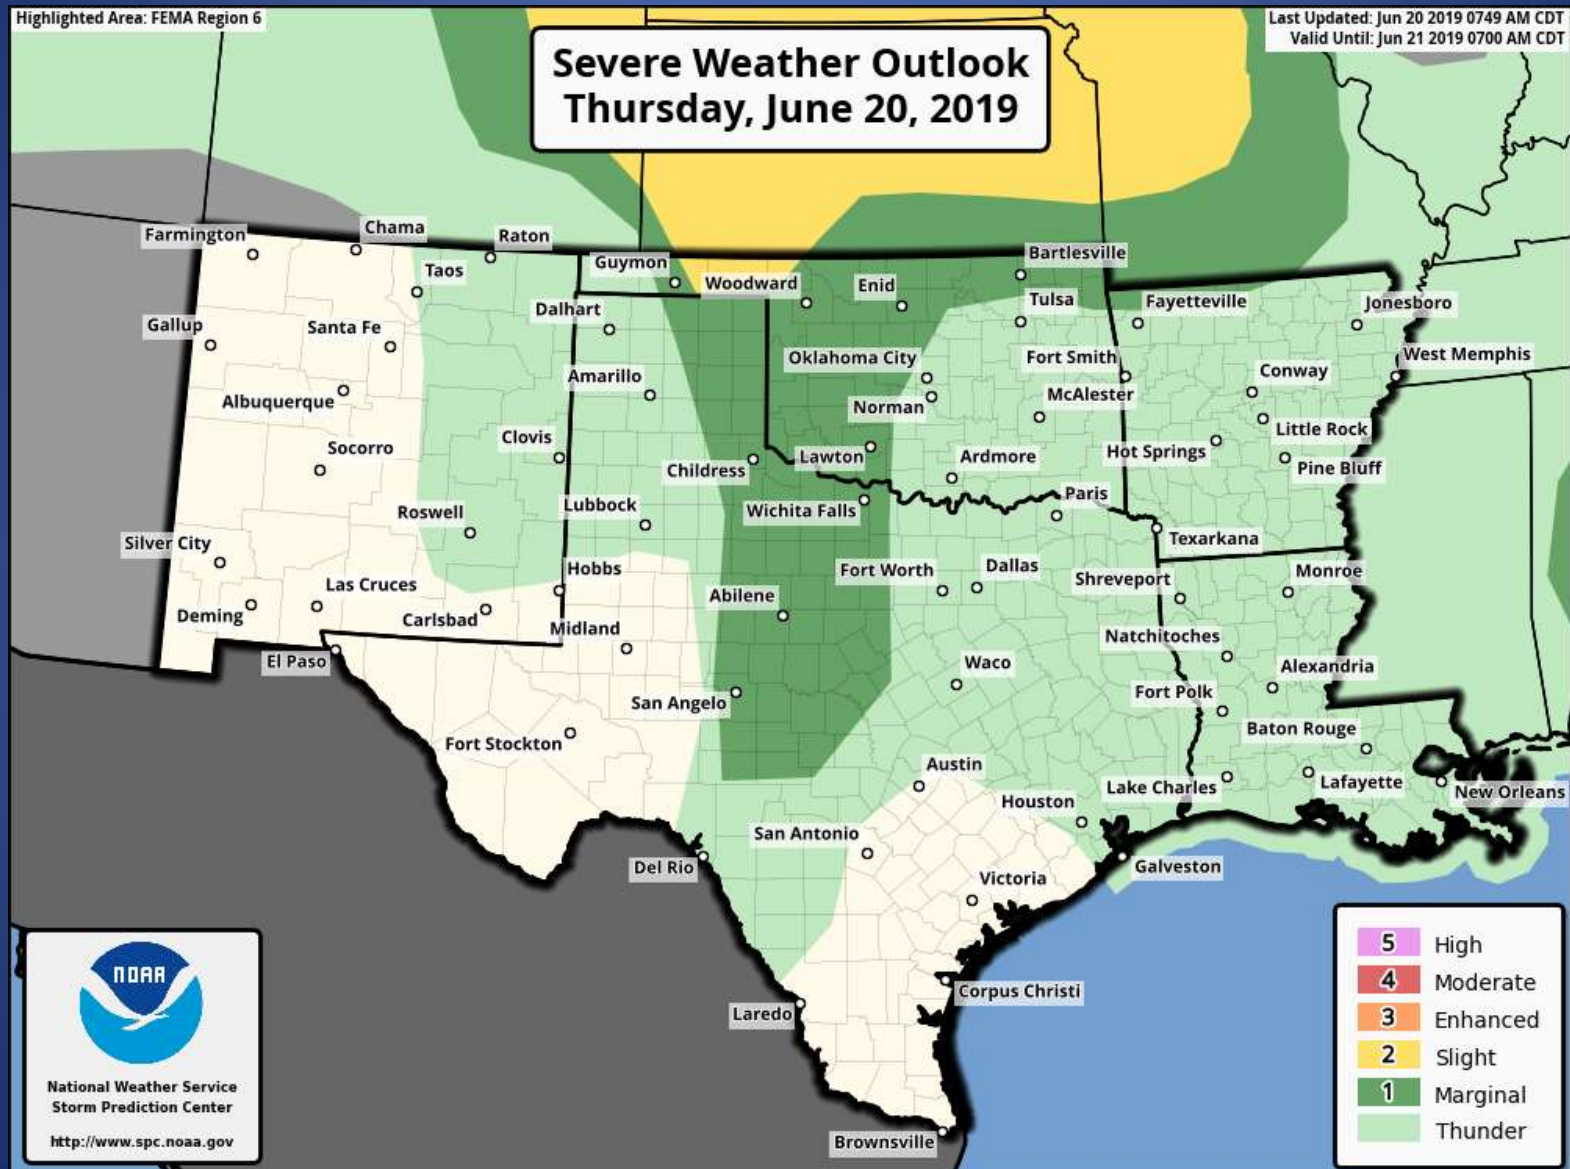 Highlighted Area: FEMA Region 6
Last Updated: Jun 20 2019 0749 AM CDT
Valid Until: Jun 21 2019 0700 AM CDT
Severe Weather Outlook
Thursday, June 20, 2019
Farmington
Chama
Raton
Taos
Guymon
Woodward
Enid
Bartlesville
Tulsa
Fayetteville
Jonesboro
Gallup
Santa Fe
Dalhart
Oklahoma City
Fort Smith
West Memphis
Albuquerque
Amarillo
Norman
McAlester
Conway
Little Rock
Socorro
Clovis
Childress
Lawton
Ardmore
Hot Springs
Pine Bluff
Roswell
Lubbock
Wichita Falls
Paris
Texarkana
Silver City
Las Cruces
Hobbs
Fort Worth
Dallas
Shreveport
Monroe
Deming
Carlsbad
Midland
Abilene
Natchitoches
El Paso
San Angelo
Waco
Fort Polk
Alexandria
Fort Stockton
Baton Rouge
Austin
Houston
Lake Charles
Lafayette
New Orleans
San Antonio
Del Rio
Galveston
Victoria
Laredo
Corpus Christi
Brownsville
NOAA
National Weather Service
Storm Prediction Center
http://www.spc.noaa.gov
5 High
4 Moderate
3 Enhanced
2 Slight
1 Marginal
Thunder